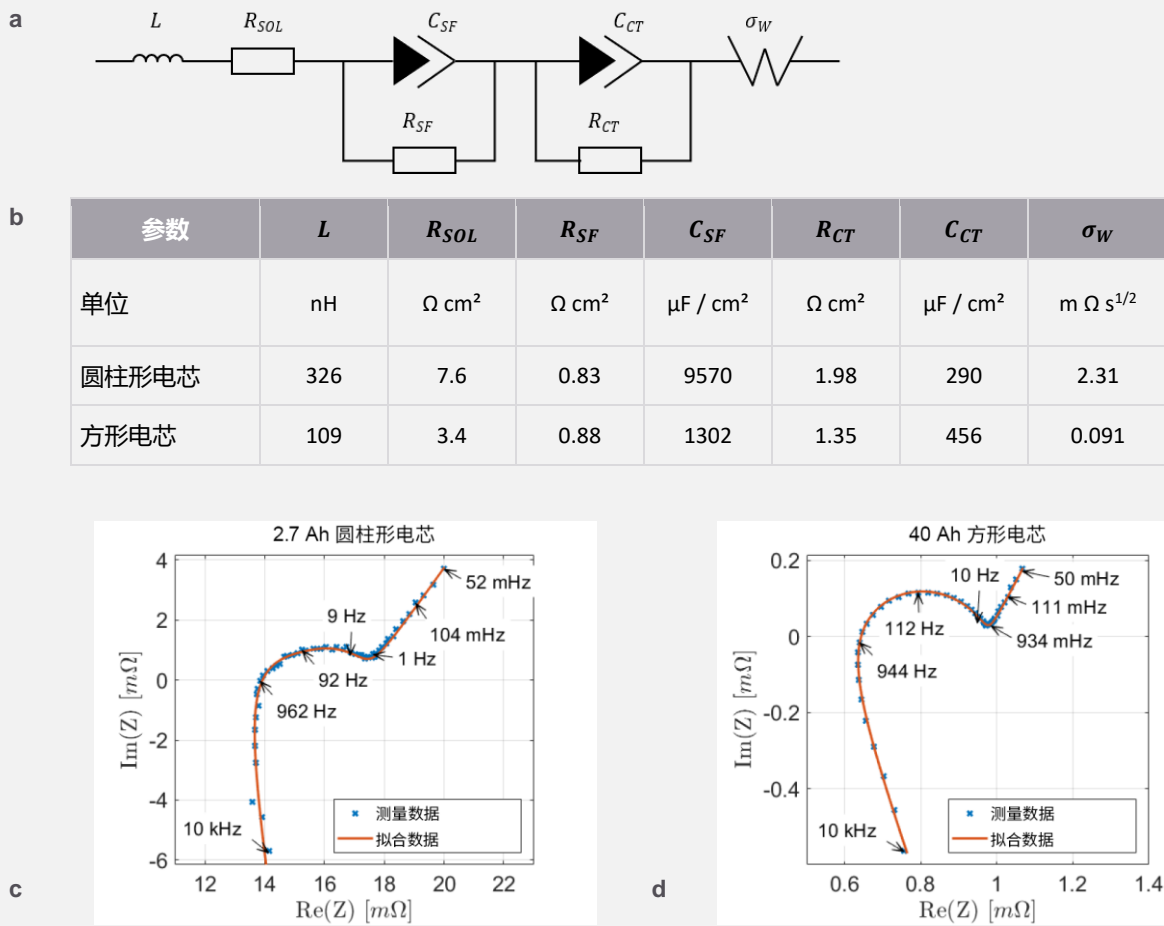 a
L R_SOL C_SF C_CT σ_W
R_SF R_CT
b
参数 L R_SOL R_SF C_SF R_CT C_CT σ_W
单位 nH Ω cm² Ω cm² μF / cm² Ω cm² μF / cm² m Ω s^1/2
圆柱形电芯 326 7.6 0.83 9570 1.98 290 2.31
方形电芯 109 3.4 0.88 1302 1.35 456 0.091
c
2.7 Ah 圆柱形电芯
Im(Z) [mΩ]
4
2
0
-2
-4
-6
52 mHz
9 Hz
104 mHz
1 Hz
92 Hz
962 Hz
10 kHz
测量数据
拟合数据
12 14 16 18 20 22
Re(Z) [mΩ]
d
40 Ah 方形电芯
Im(Z) [mΩ]
0.2
0
-0.2
-0.4
10 Hz
50 mHz
111 mHz
112 Hz
934 mHz
944 Hz
10 kHz
测量数据
拟合数据
0.6 0.8 1 1.2 1.4
Re(Z) [mΩ]